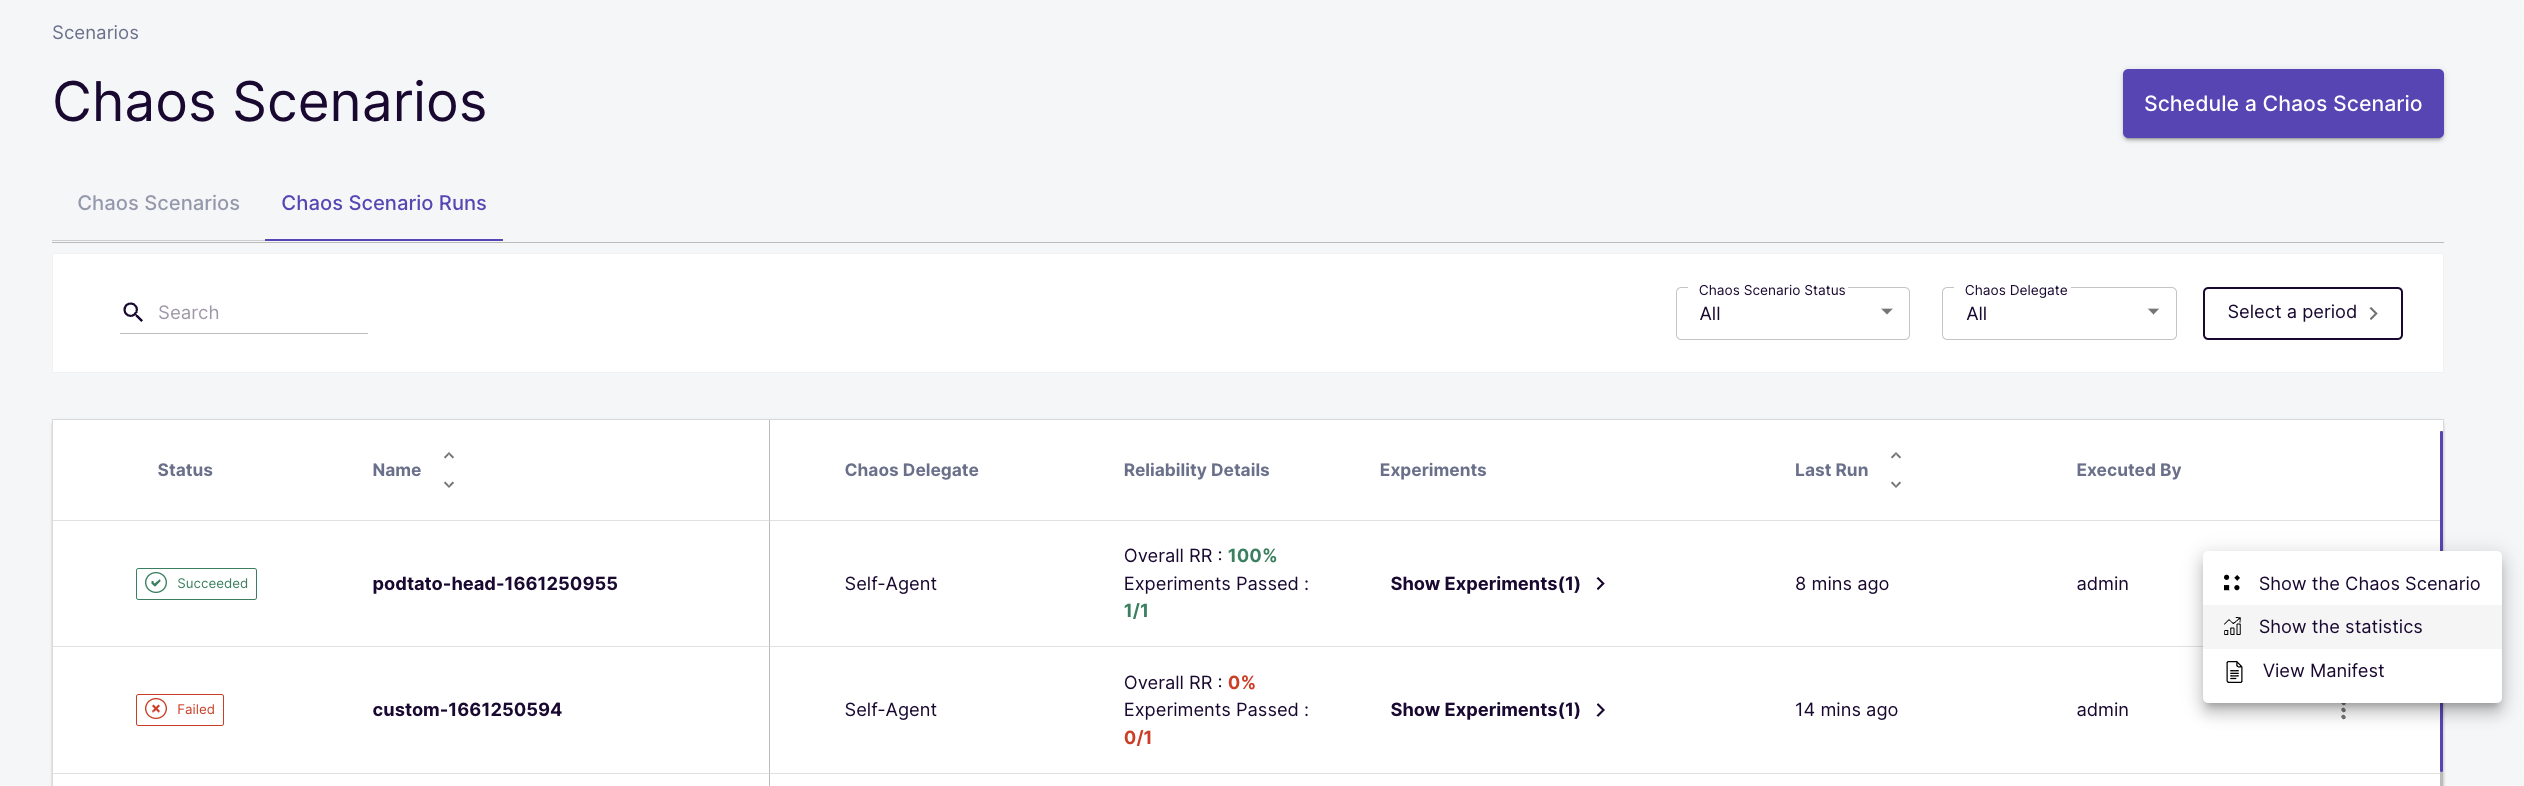 Scenarios
Chaos Scenarios
Schedule a Chaos Scenario
Chaos Scenarios
Chaos Scenario Runs
Search
Chaos Scenario Status
All
Chaos Delegate
All
Select a period
Status
Name
Chaos Delegate
Reliability Details
Experiments
Last Run
Executed By
Succeeded
podtato-head-1661250955
Self-Agent
Overall RR : 100%
Experiments Passed :
1/1
Show Experiments(1)
8 mins ago
admin
Show the Chaos Scenario
Show the statistics
View Manifest
Failed
custom-1661250594
Self-Agent
Overall RR : 0%
Experiments Passed :
0/1
Show Experiments(1)
14 mins ago
admin